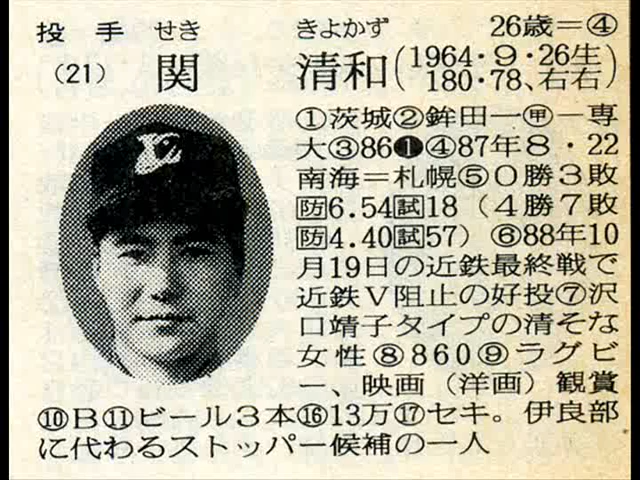 投手 せき きよかず 26歳=④
(21) 関 清和 (1964・9・26生
180・78、右右)
①茨城②鉾田一甲－専
大③86❶④87年8・22
南海=札幌⑤0勝3敗
防6.54試18（4勝7敗
防4.40試57）⑥88年10
月19日の近鉄最終戦で
近鉄V阻止の好投⑦沢
口靖子タイプの清そな
女性⑧860⑨ラグビ
ー、映画（洋画）観賞
⑩B⑪ビール3本⑯13万⑰セキ。伊良部
に代わるストッパー候補の一人